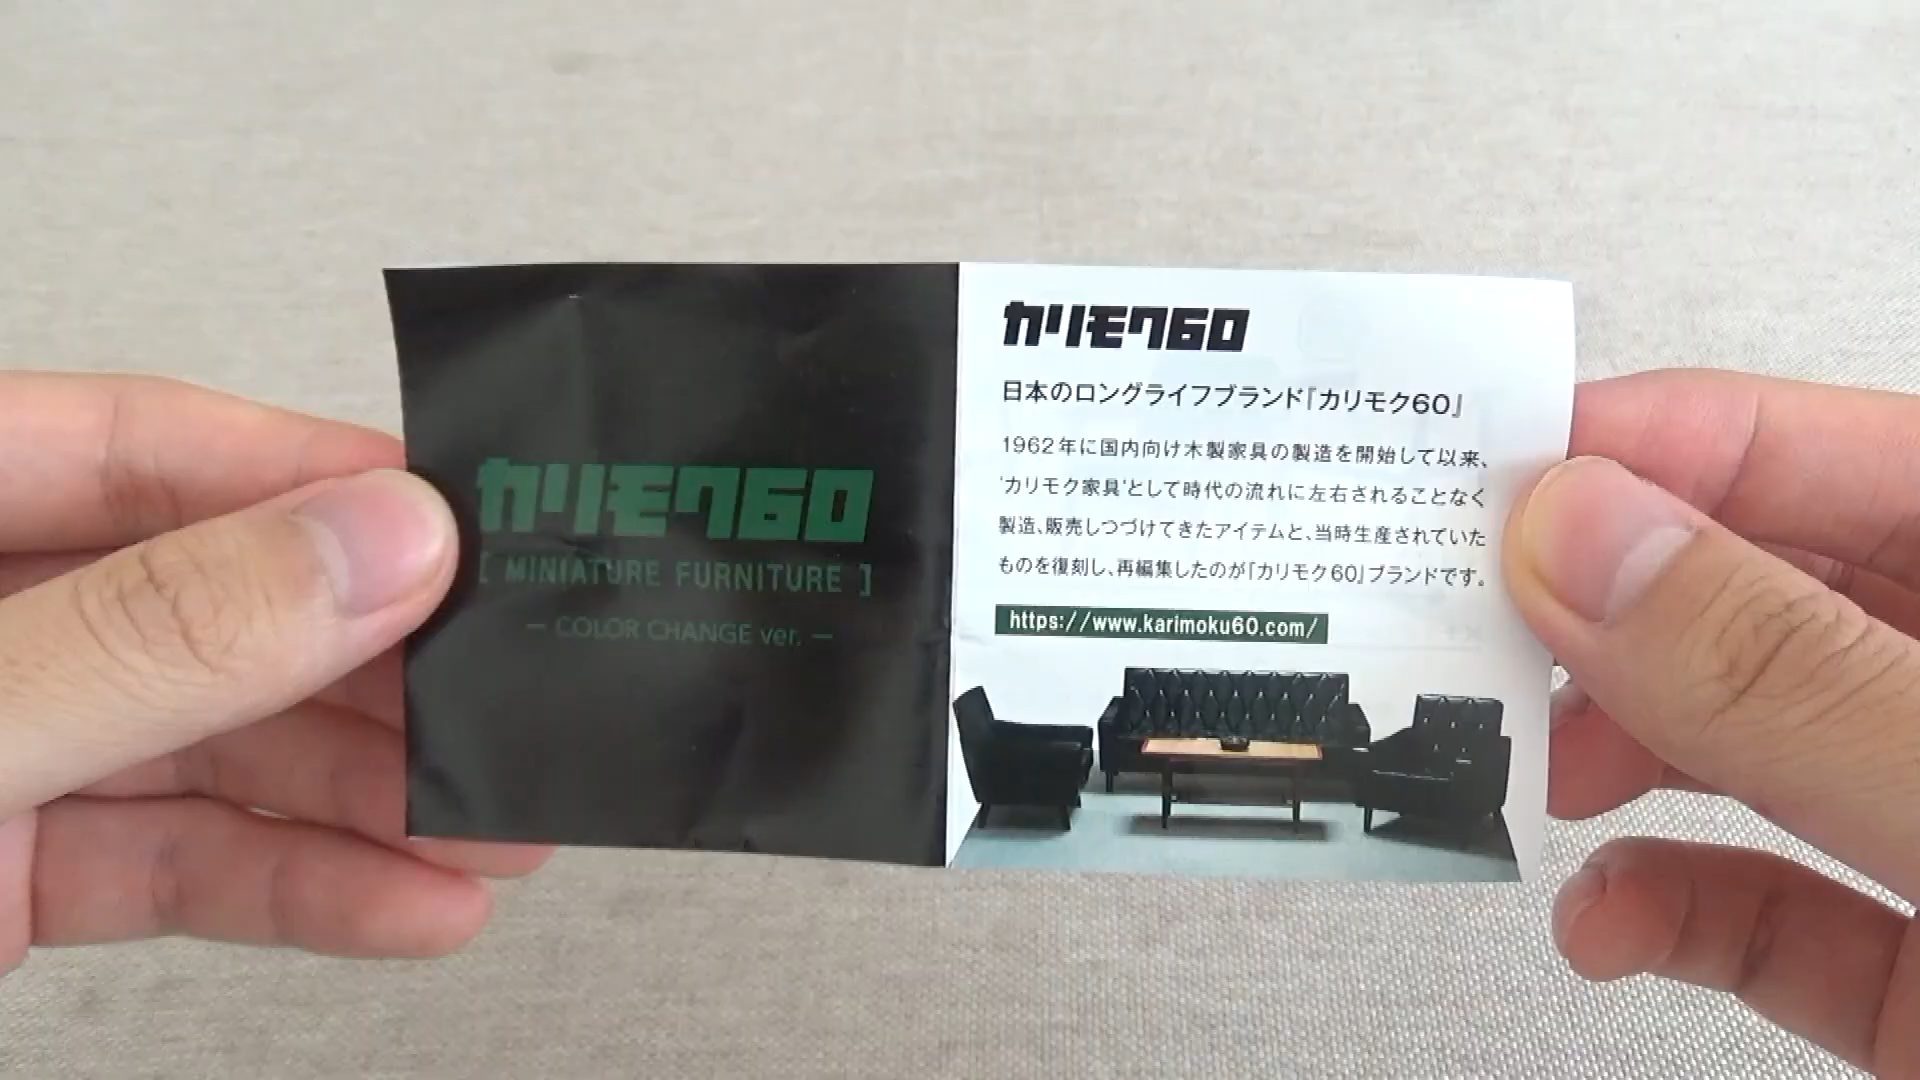 カリモク60
[ MINIATURE FURNITURE ]
— COLOR CHANGE ver. —
カリモク60
日本のロングライフブランド『カリモク60』
1962年に国内向け木製家具の製造を開始して以来、
‘カリモク家具’として時代の流れに左右されることなく
製造、販売しつづけてきたアイテムと、当時生産されていた
ものを復刻し、再編集したのが『カリモク60』ブランドです。
https://www.karimoku60.com/